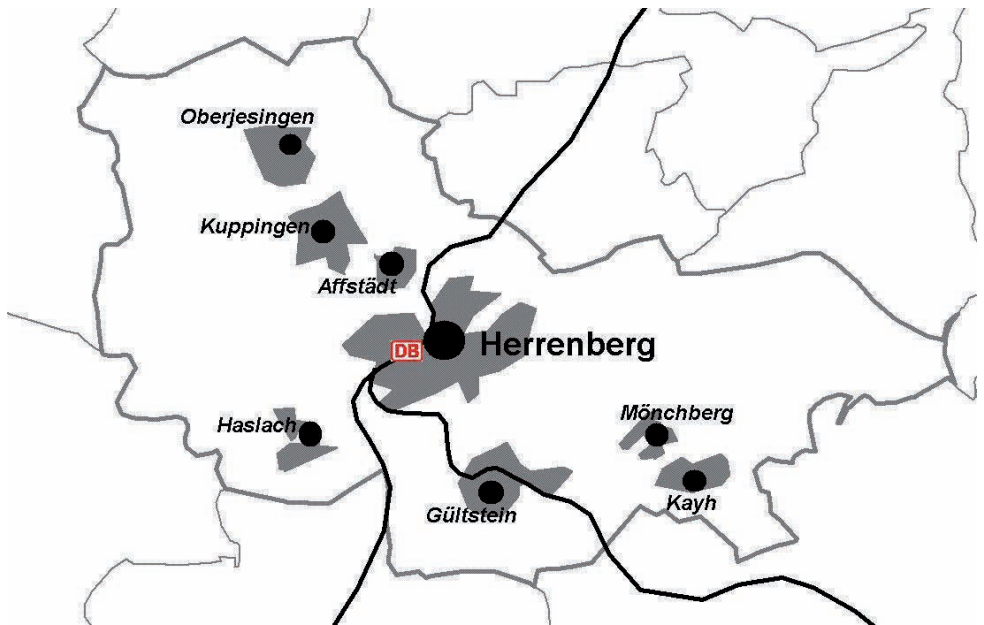 Oberjesingen
Kuppingen
Affstädt
DB
Herrenberg
Haslach
Mönchberg
Kayh
Gültstein